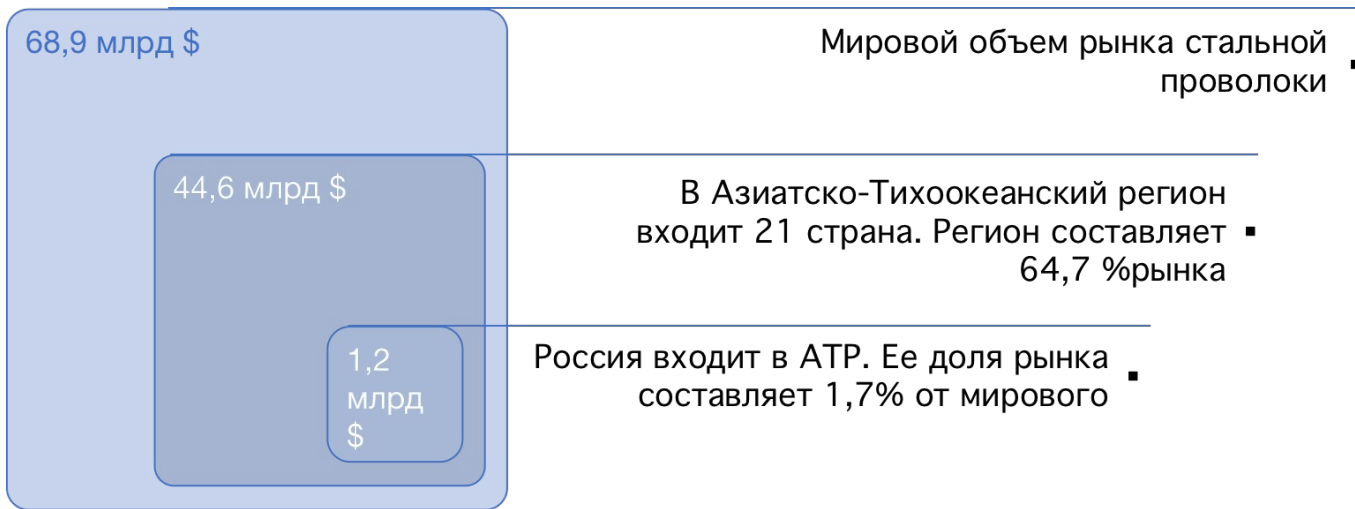 68,9 млрд $
Мировой объем рынка стальной
проволоки
44,6 млрд $
В Азиатско-Тихоокеанский регион
входит 21 страна. Регион составляет
64,7 %рынка
1,2
млрд
$
Россия входит в АТР. Ее доля рынка
составляет 1,7% от мирового